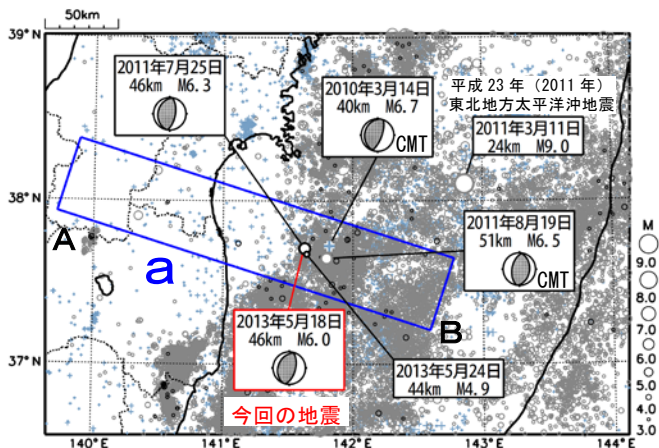 50km
39°N
38°N
37°N
140°E
141°E
142°E
143°E
144°E
2011年7月25日
46km M6.3
2010年3月14日
40km M6.7
CMT
平成 23 年（2011 年）
東北地方太平洋沖地震
2011年3月11日
24km M9.0
2011年8月19日
51km M6.5
CMT
A
a
B
2013年5月18日
46km M6.0
今回の地震
2013年5月24日
44km M4.9
M
9.0
8.0
7.0
6.0
5.0
4.0
3.0